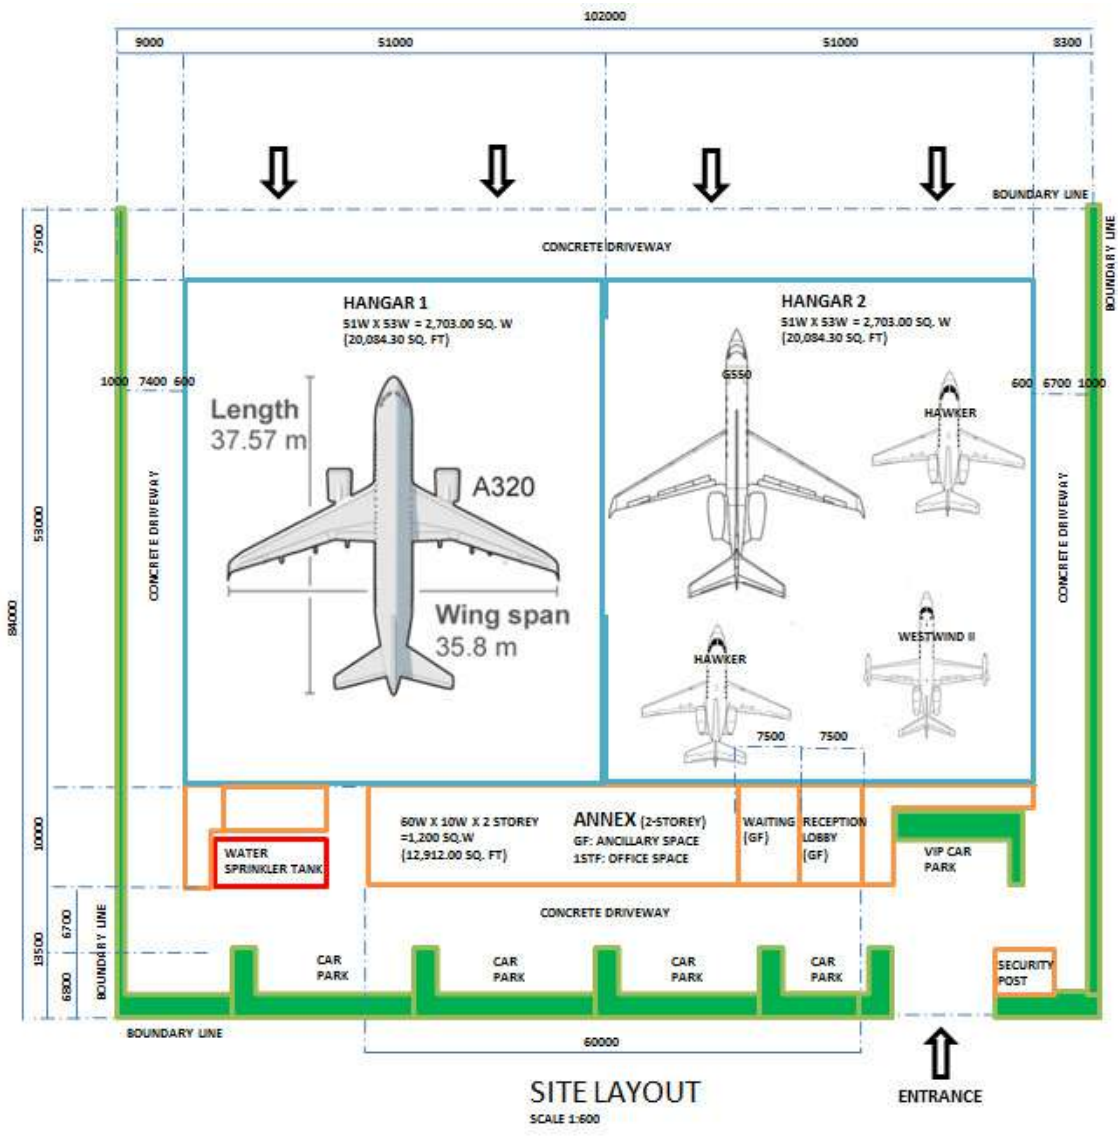 102000
9000
51000
51000
8300
BOUNDARY LINE
BOUNDARY LINE
7500
CONCRETE DRIVEWAY
HANGAR 1
51W X 53W = 2,703.00 SQ. W
(20,084.30 SQ. FT)
HANGAR 2
51W X 53W = 2,703.00 SQ. W
(20,084.30 SQ. FT)
1000 7400 600
600 6700 1000
Length
37.57 m
A320
Wing span
35.8 m
G550
HAWKER
HAWKER
WESTWIND II
CONCRETE DRIVEWAY
CONCRETE DRIVEWAY
53000
84000
7500
7500
10000
WATER
SPRINKLER TANK
60W X 10W X 2 STOREY
=1,200 SQ.W
(12,912.00 SQ. FT)
ANNEX (2-STOREY)
GF: ANCILLARY SPACE
1STF: OFFICE SPACE
WAITING
(GF)
RECEPTION
LOBBY
(GF)
VIP CAR
PARK
CONCRETE DRIVEWAY
6700
13500
6800
BOUNDARY LINE
CAR
PARK
CAR
PARK
CAR
PARK
CAR
PARK
SECURITY
POST
BOUNDARY LINE
60000
SITE LAYOUT
SCALE 1:600
ENTRANCE